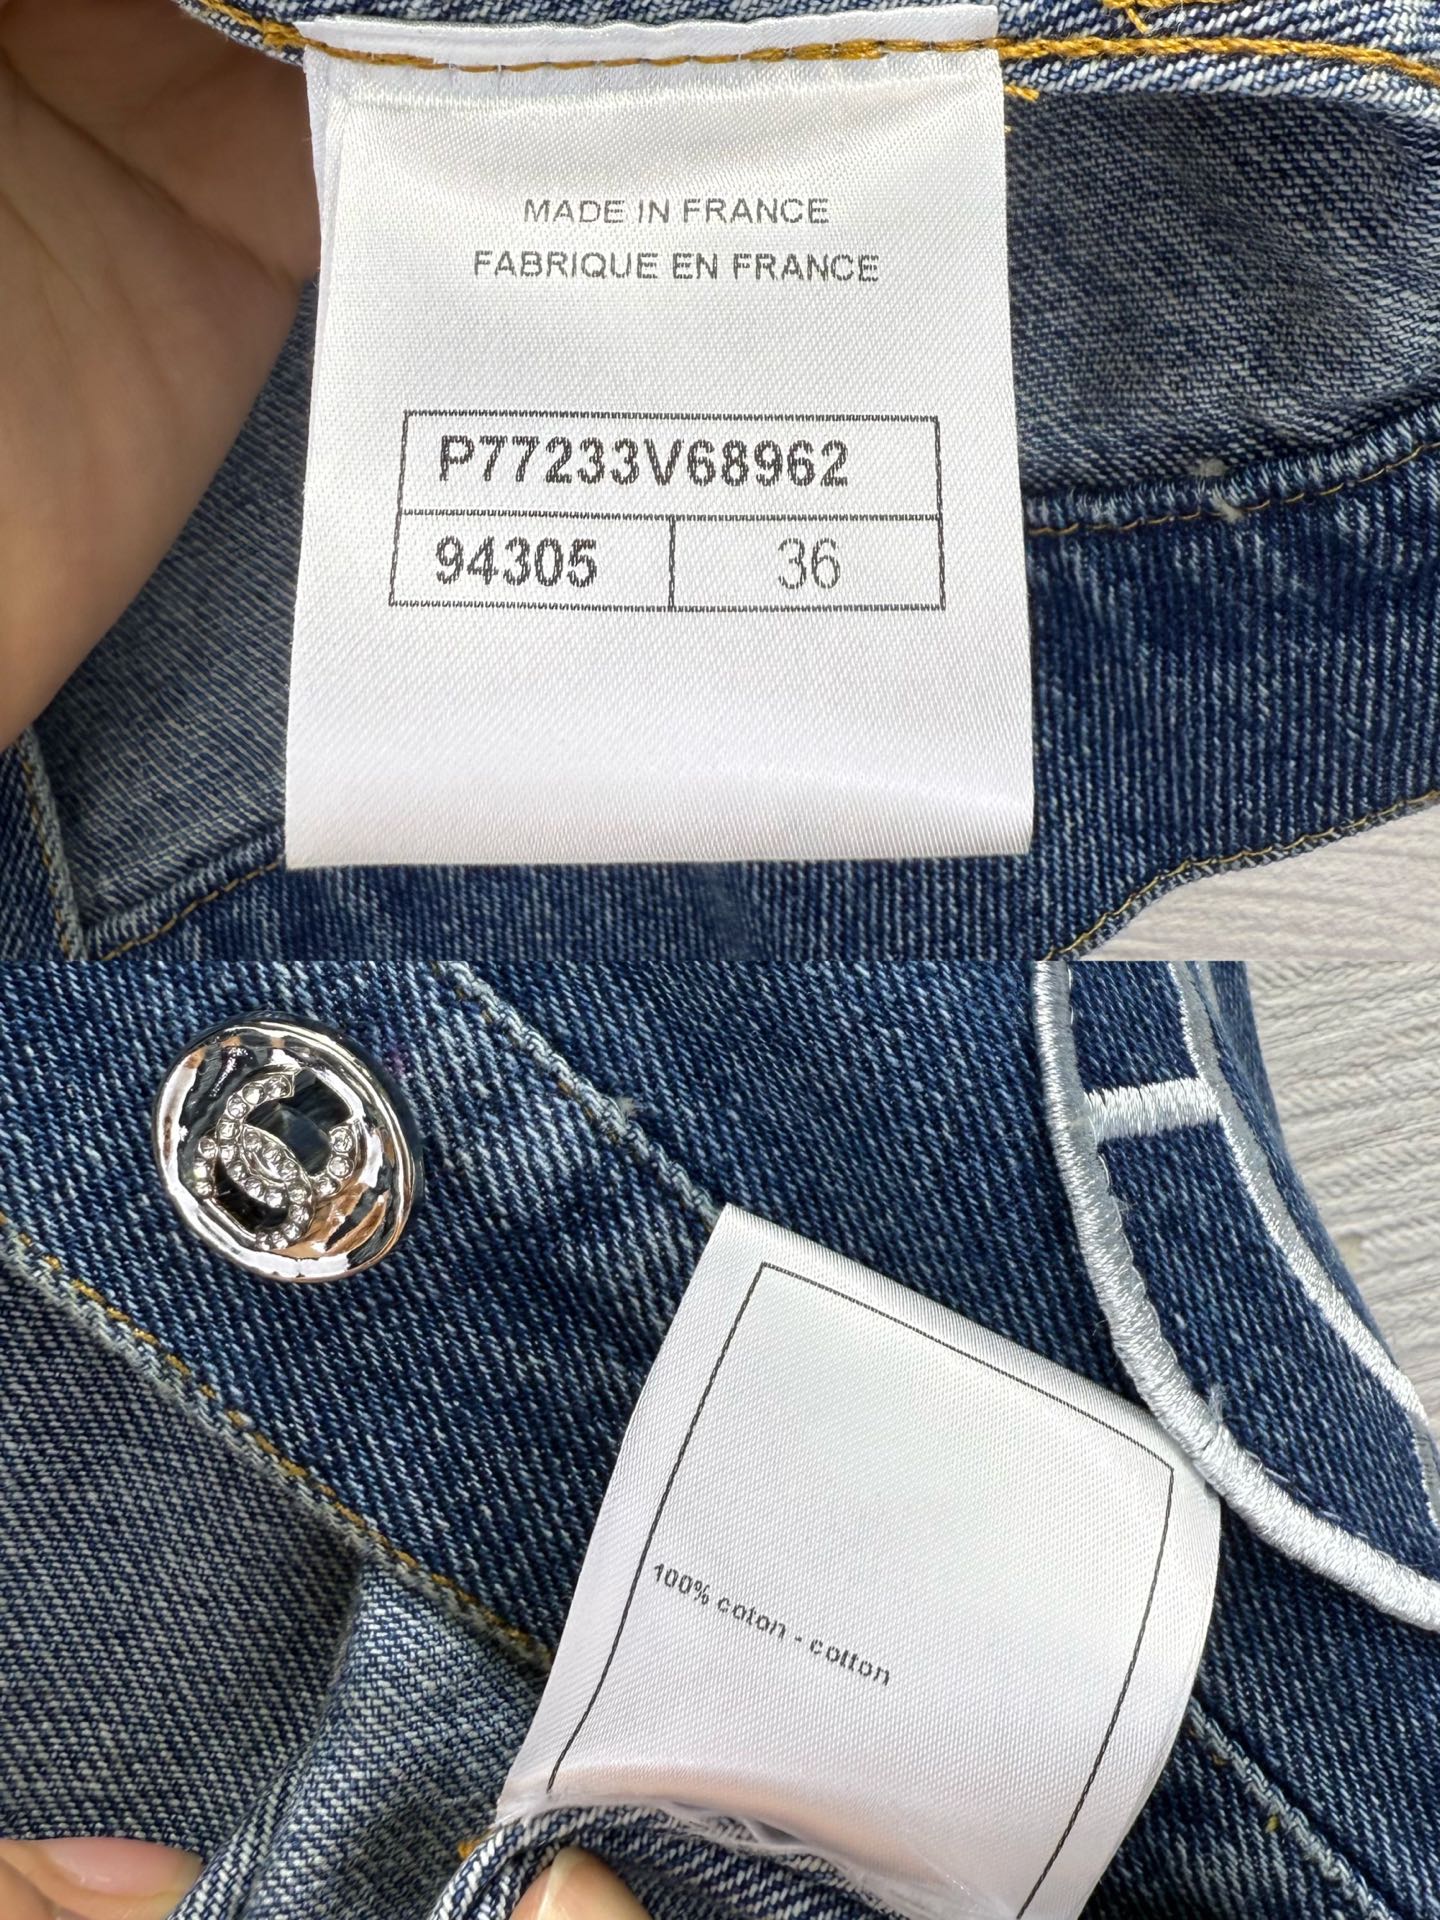 MADE IN FRANCE
FABRIQUE EN FRANCE
P77233V68962
94305 36
100% coton - cotton